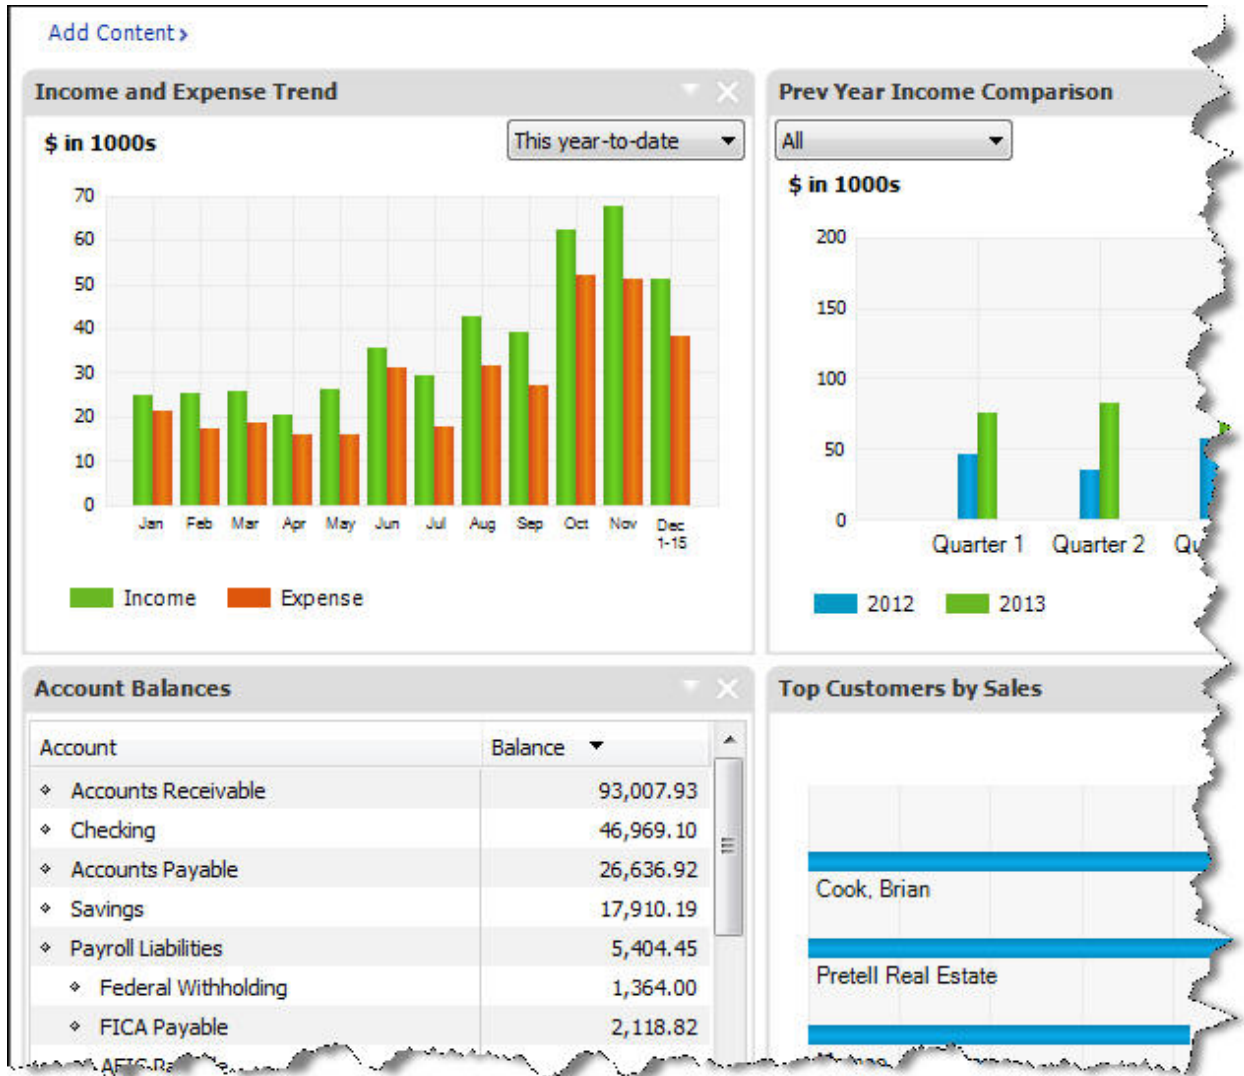 Add Content
Income and Expense Trend
$ in 1000s
This year-to-date
70
60
50
40
30
20
10
0
Jan Feb Mar Apr May Jun Jul Aug Sep Oct Nov Dec
1-15
Income Expense
Prev Year Income Comparison
All
$ in 1000s
200
150
100
50
0
Quarter 1 Quarter 2
2012 2013
Account Balances
Account Balance
Accounts Receivable 93,007.93
Checking 46,969.10
Accounts Payable 26,636.92
Savings 17,910.19
Payroll Liabilities 5,404.45
Federal Withholding 1,364.00
FICA Payable 2,118.82
Top Customers by Sales
Cook, Brian
Pretell Real Estate